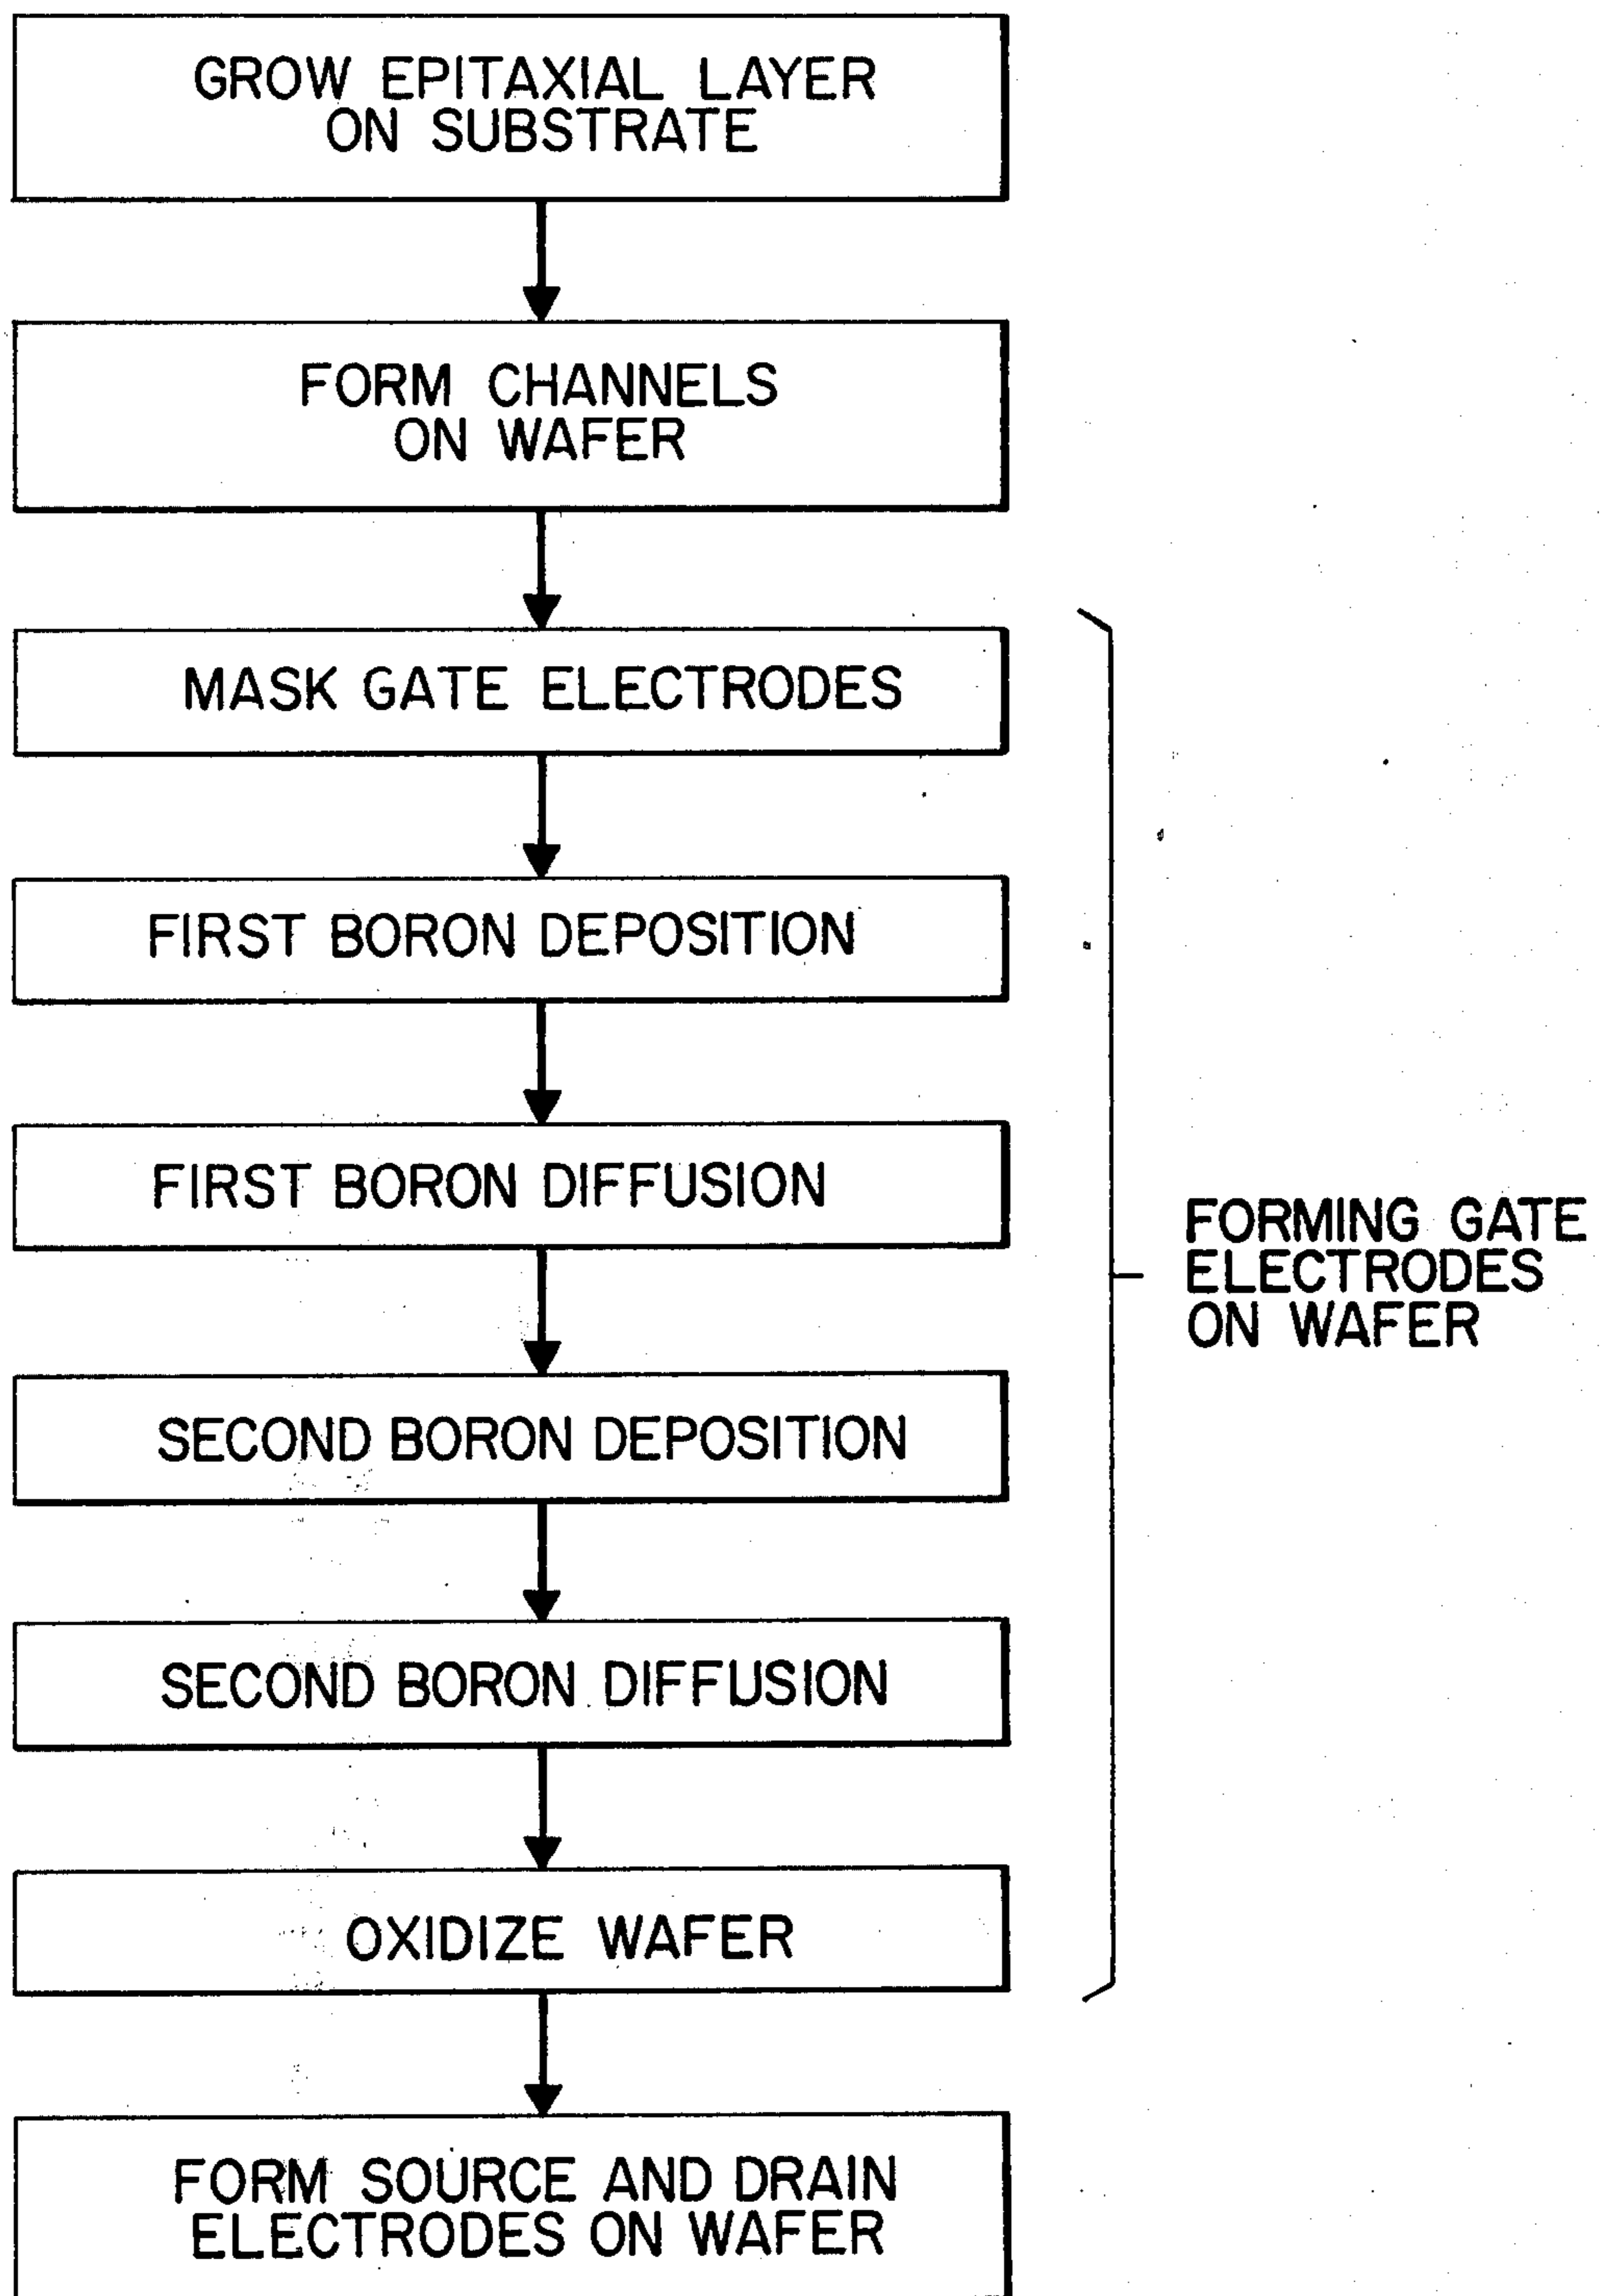 GROW EPITAXIAL LAYER
ON SUBSTRATE
FORM CHANNELS
ON WAFER
MASK GATE ELECTRODES
FIRST BORON DEPOSITION
FIRST BORON DIFFUSION
SECOND BORON DEPOSITION
SECOND BORON DIFFUSION
OXIDIZE WAFER
FORM SOURCE AND DRAIN
ELECTRODES ON WAFER
FORMING GATE
ELECTRODES
ON WAFER